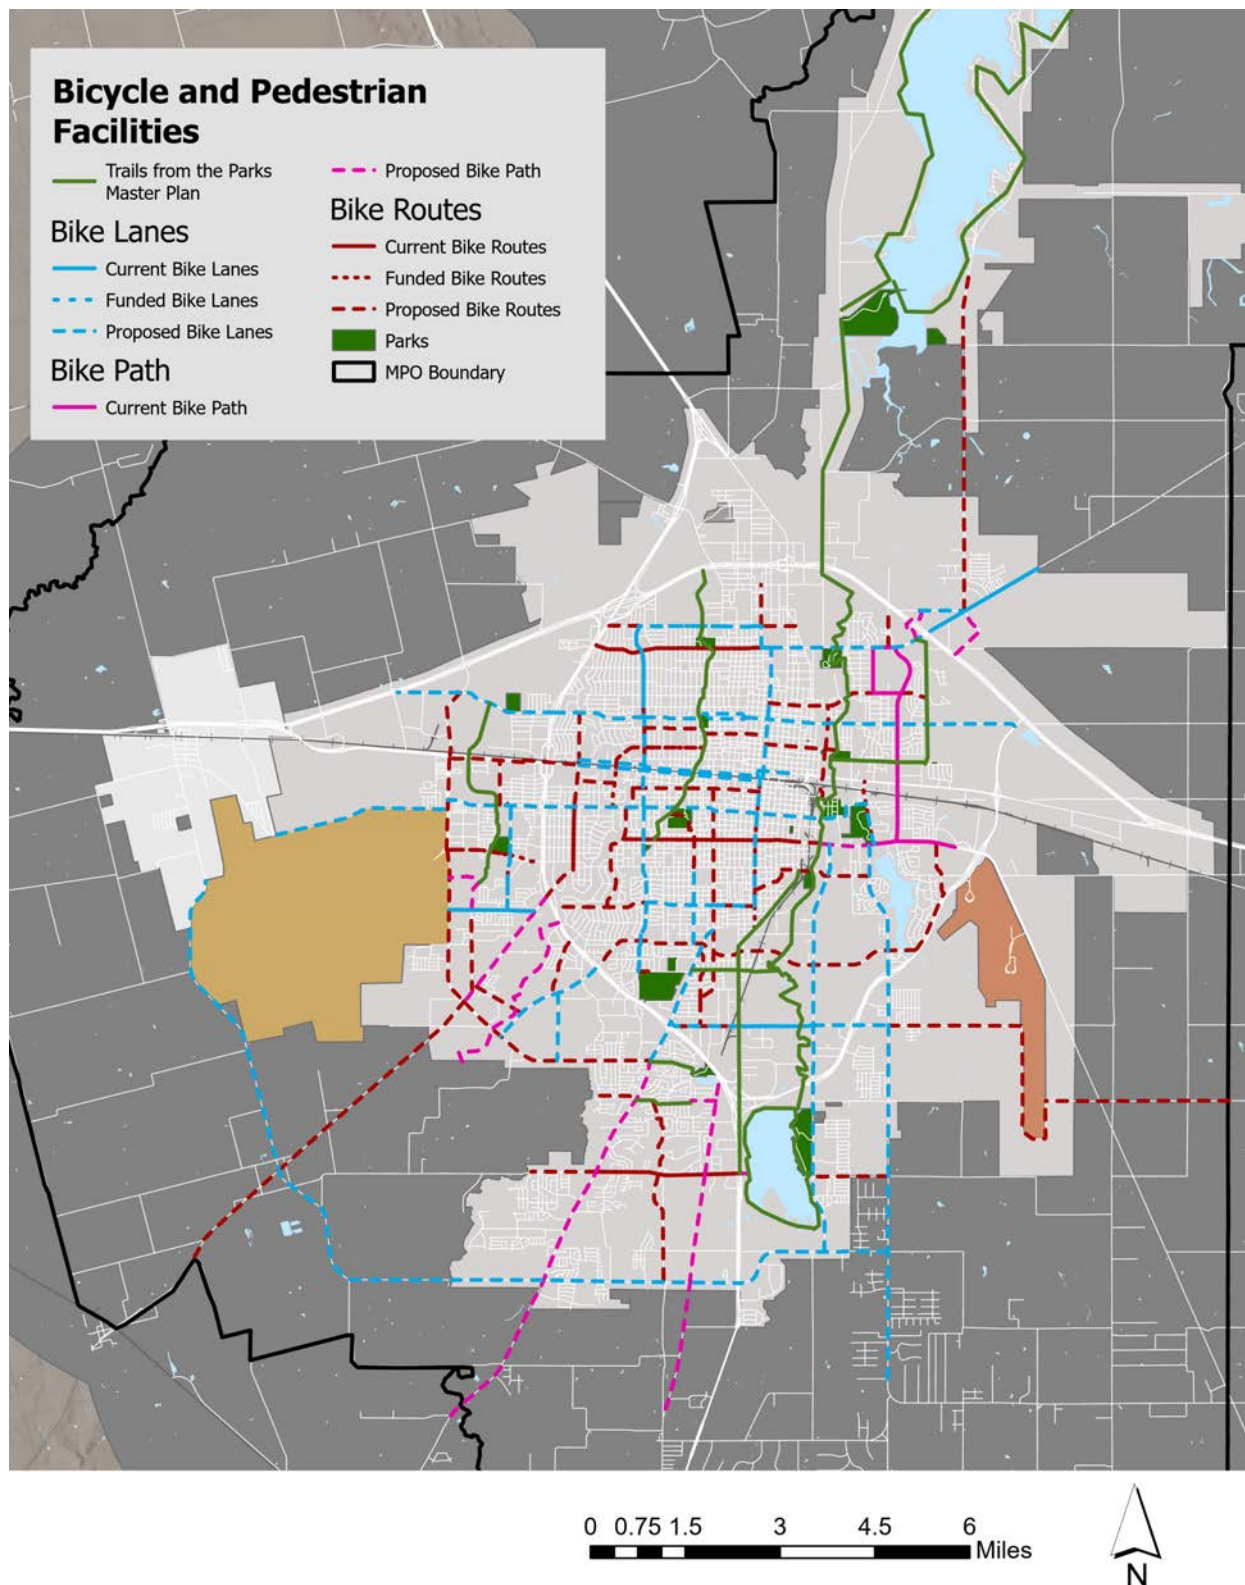 Bicycle and Pedestrian
Facilities
Trails from the Parks
Master Plan
Bike Lanes
Current Bike Lanes
Funded Bike Lanes
Proposed Bike Lanes
Bike Path
Current Bike Path
Proposed Bike Path
Bike Routes
Current Bike Routes
Funded Bike Routes
Proposed Bike Routes
Parks
MPO Boundary
0 0.75 1.5 3 4.5 6
Miles
N